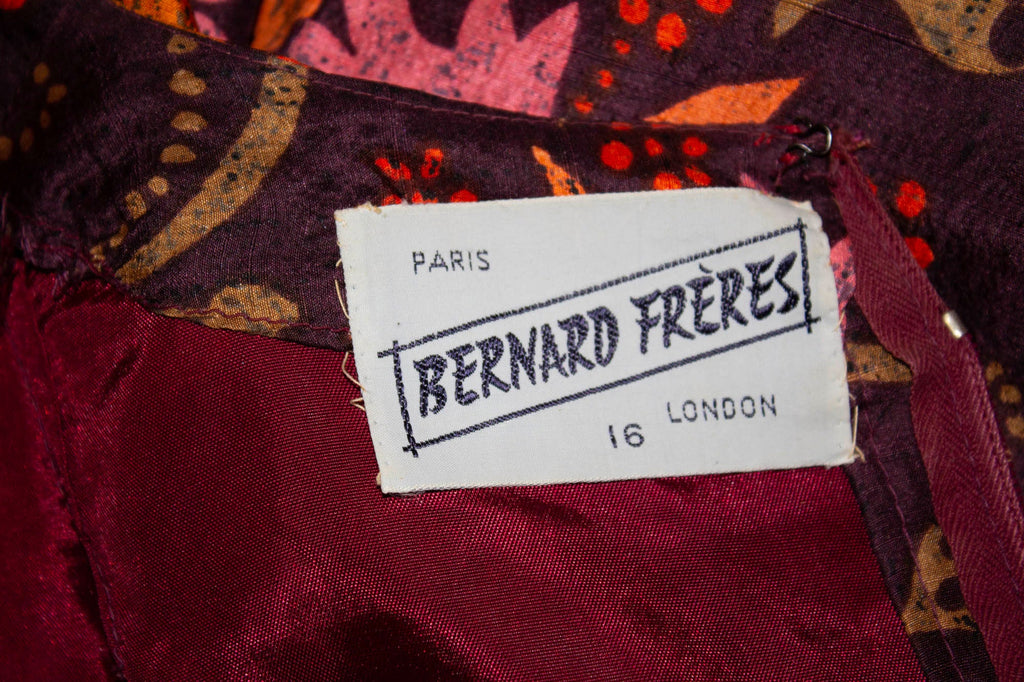 PARIS
BERNARD FRÈRES
LONDON
16